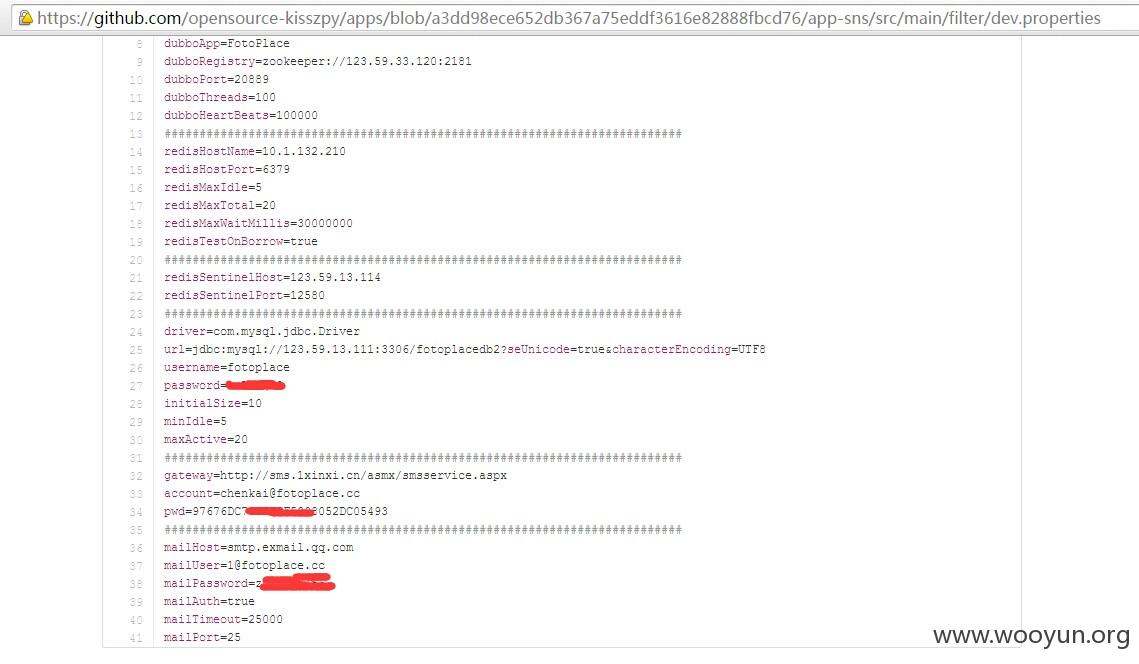 https://github.com/opensource-kisszpy/apps/blob/a3dd98ece652db367a75eddf3616e82888fbcd76/app-sns/src/main/filter/dev.properties
8 dubboApp=FotoPlace
9 dubboRegistry=zookeeper://123.59.33.120:2181
10 dubboPort=20889
11 dubboThreads=100
12 dubboHeartBeats=100000
13 ########################################################################
14 redisHostName=10.1.132.210
15 redisHostPort=6379
16 redisMaxIdle=5
17 redisMaxTotal=20
18 redisMaxWaitMillis=30000000
19 redisTestOnBorrow=true
20 ########################################################################
21 redisSentinelHost=123.59.13.114
22 redisSentinelPort=12580
23 ########################################################################
24 driver=com.mysql.jdbc.Driver
25 url=jdbc:mysql://123.59.13.111:3306/fotoplacedb2?seUnicode=true&characterEncoding=UTF8
26 username=fotoplace
27 password=
28 initialSize=10
29 minIdle=5
30 maxActive=20
31 ########################################################################
32 gateway=http://sms.1xinxi.cn/asmx/smsservice.aspx
33 account=chenkai@fotoplace.cc
34 pwd=97676DC7 052DC05493
35 ########################################################################
36 mailHost=smtp.exmail.qq.com
37 mailUser=1@fotoplace.cc
38 mailPassword=z
39 mailAuth=true
40 mailTimeout=25000
41 mailPort=25
www.wooyun.org